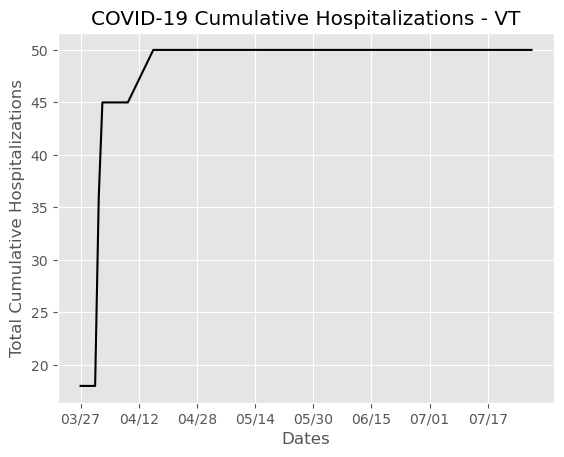 COVID-19 Cumulative Hospitalizations - VT
Total Cumulative Hospitalizations
50
45
40
35
30
25
20
03/27 04/12 04/28 05/14 05/30 06/15 07/01 07/17
Dates